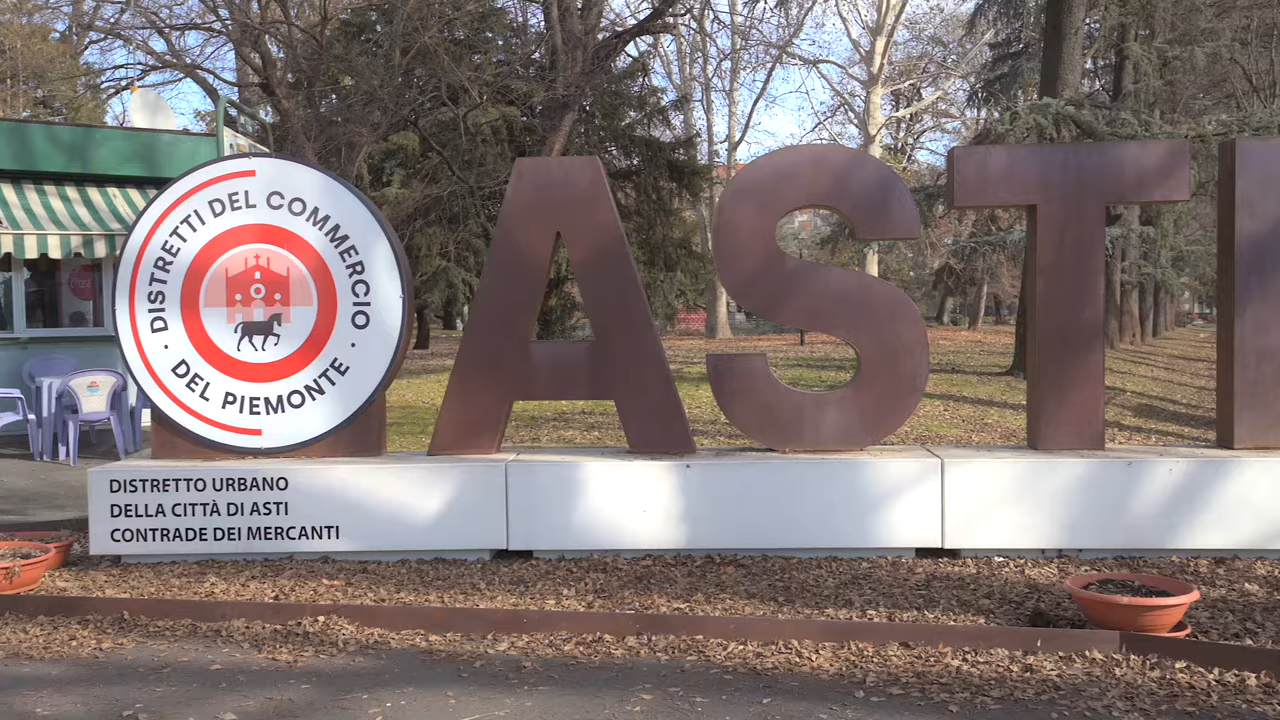 DISTRETTI DEL COMMERCIO
· DEL PIEMONTE ·
ASTI
DISTRETTO URBANO
DELLA CITTÀ DI ASTI
CONTRADE DEI MERCANTI